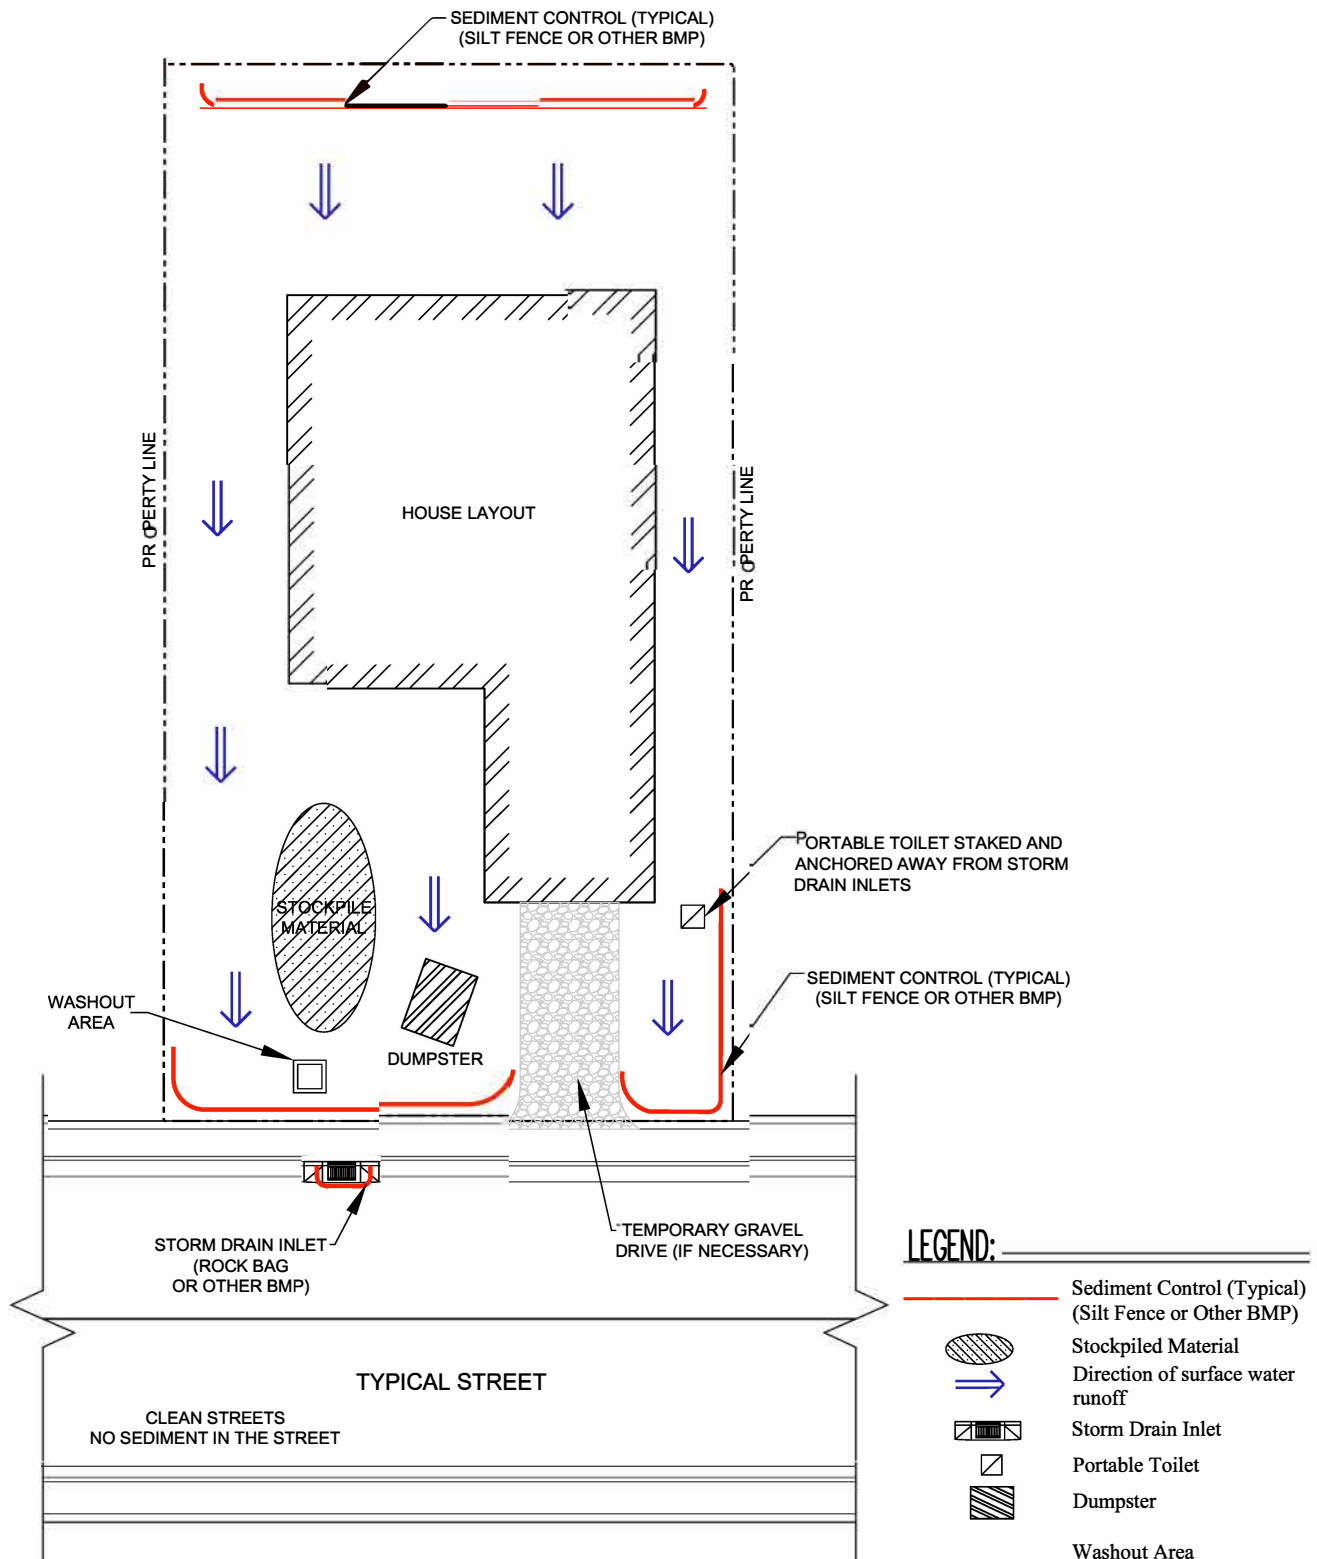 SEDIMENT CONTROL (TYPICAL)
(SILT FENCE OR OTHER BMP)
PROPERTY LINE
PROPERTY LINE
HOUSE LAYOUT
PORTABLE TOILET STAKED AND
ANCHORED AWAY FROM STORM
DRAIN INLETS
STOCKPILE
MATERIAL
SEDIMENT CONTROL (TYPICAL)
(SILT FENCE OR OTHER BMP)
WASHOUT
AREA
DUMPSTER
STORM DRAIN INLET
(ROCK BAG
OR OTHER BMP)
TEMPORARY GRAVEL
DRIVE (IF NECESSARY)
TYPICAL STREET
CLEAN STREETS
NO SEDIMENT IN THE STREET
LEGEND:
Sediment Control (Typical)
(Silt Fence or Other BMP)
Stockpiled Material
Direction of surface water
runoff
Storm Drain Inlet
Portable Toilet
Dumpster
Washout Area